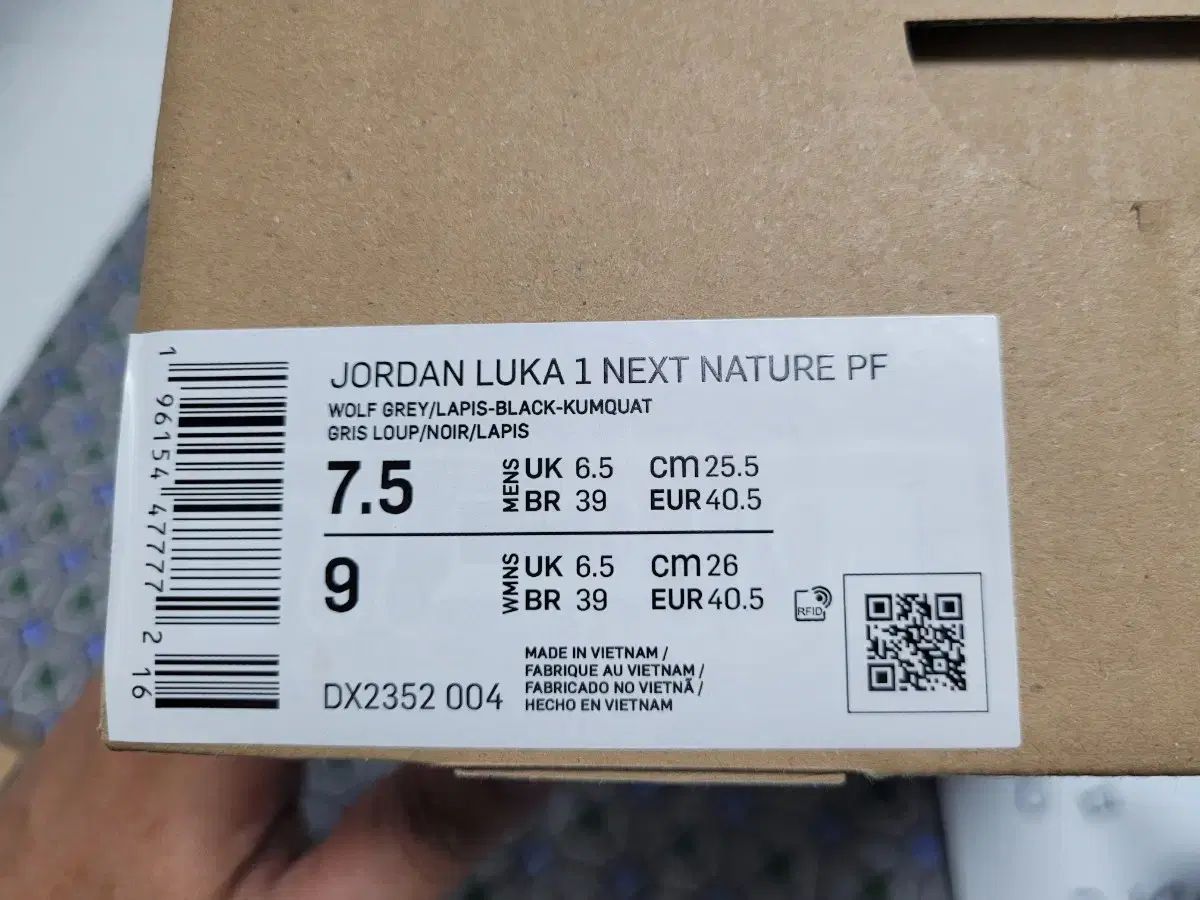 JORDAN LUKA 1 NEXT NATURE PF
WOLF GREY/LAPIS-BLACK-KUMQUAT
GRIS LOUP/NOIR/LAPIS
7.5 MENS UK 6.5 cm 25.5
BR 39 EUR 40.5
9 WMNS UK 6.5 cm 26
BR 39 EUR 40.5
RFID
MADE IN VIETNAM /
FABRIQUE AU VIETNAM /
FABRICADO NO VIETNÃ /
HECHO EN VIETNAM
DX2352 004
1 96154 47777 2 16